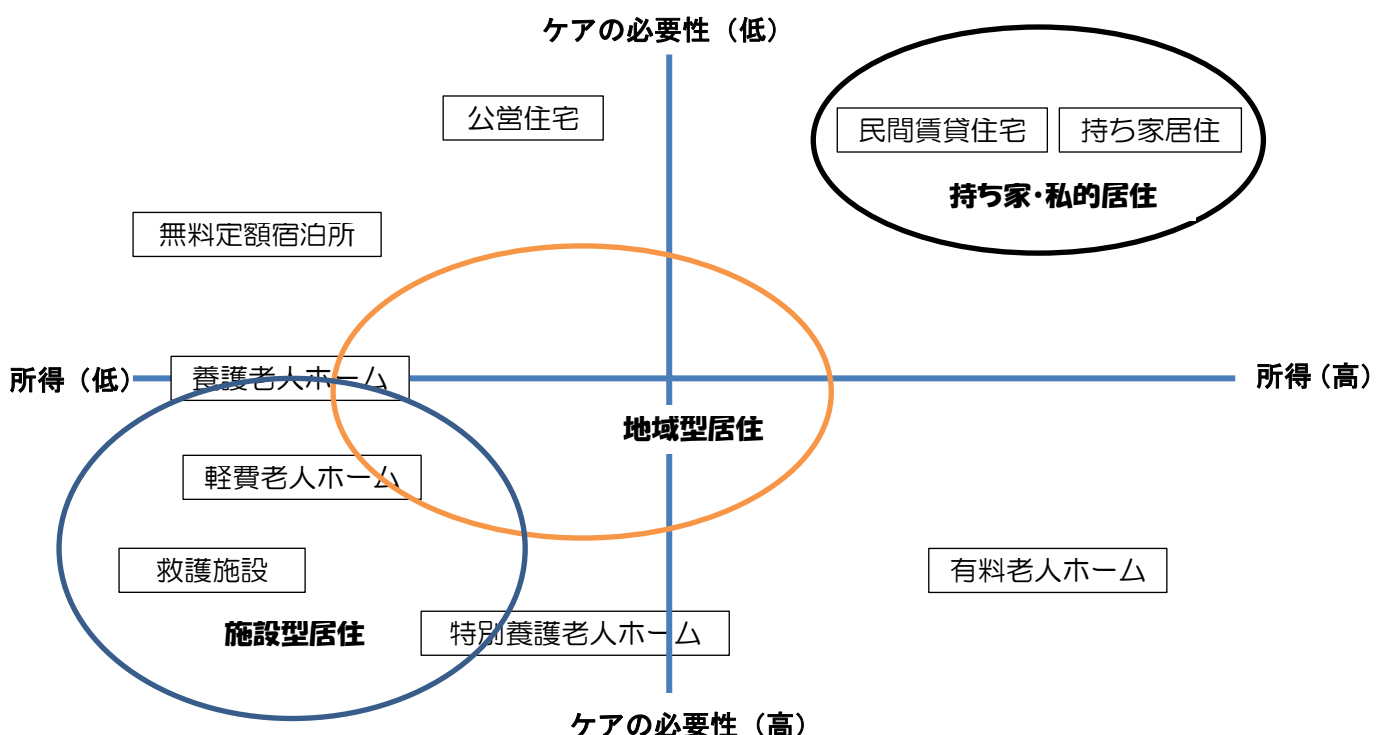 ケアの必要性（低）
公営住宅
民間賃貸住宅
持ち家居住
持ち家・私的居住
無料定額宿泊所
所得（低）
養護老人ホーム
所得（高）
地域型居住
軽費老人ホーム
救護施設
有料老人ホーム
施設型居住
特別養護老人ホーム
ケアの必要性（高）